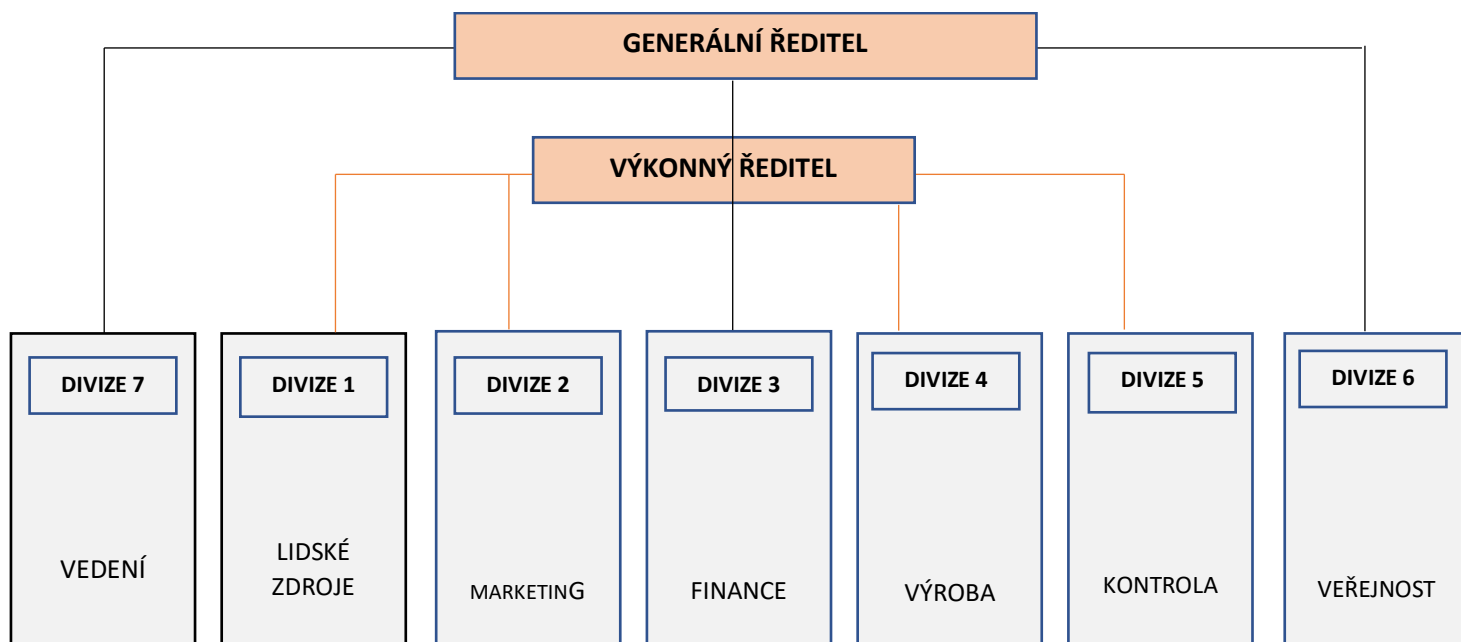 GENERÁLNÍ ŘEDITEL
VÝKONNÝ ŘEDITEL
DIVIZE 7
DIVIZE 1
DIVIZE 2
DIVIZE 3
DIVIZE 4
DIVIZE 5
DIVIZE 6
VEDENÍ
LIDSKÉ
ZDROJE
MARKETING
FINANCE
VÝROBA
KONTROLA
VEŘEJNOST